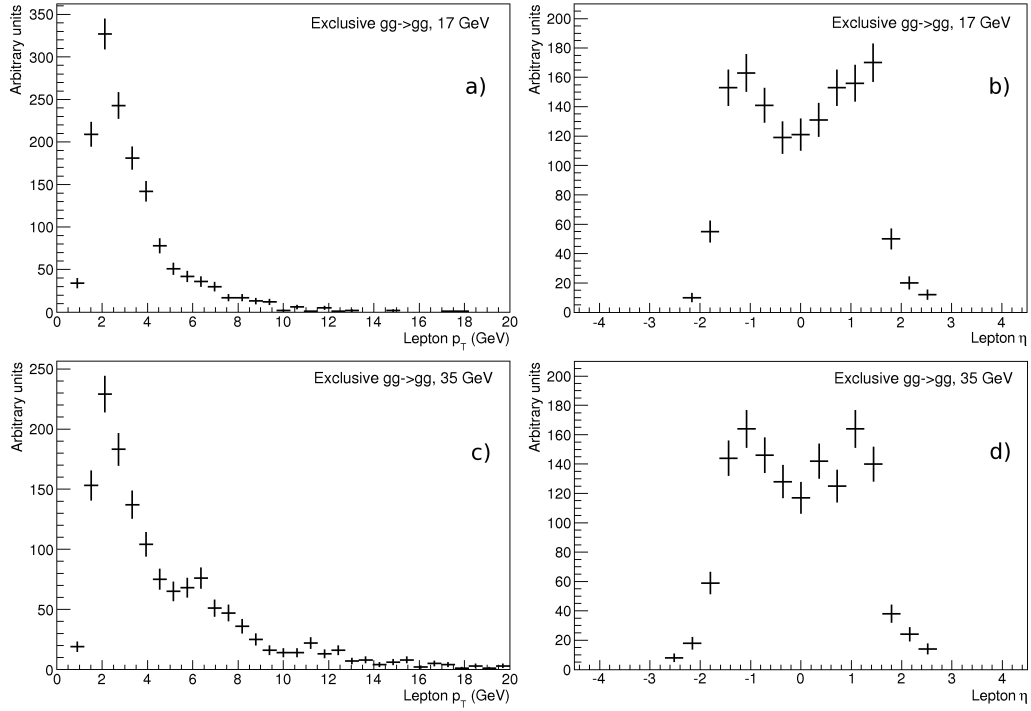 Arbitrary units
350
300
250
200
150
100
50
0
Exclusive gg->gg, 17 GeV
a)
0 2 4 6 8 10 12 14 16 18 20
Lepton p_T (GeV)
Arbitrary units
200
180
160
140
120
100
80
60
40
20
0
Exclusive gg->gg, 17 GeV
b)
-4 -3 -2 -1 0 1 2 3 4
Lepton η
Arbitrary units
250
200
150
100
50
0
Exclusive gg->gg, 35 GeV
c)
0 2 4 6 8 10 12 14 16 18 20
Lepton p_T (GeV)
Arbitrary units
200
180
160
140
120
100
80
60
40
20
0
Exclusive gg->gg, 35 GeV
d)
-4 -3 -2 -1 0 1 2 3 4
Lepton η